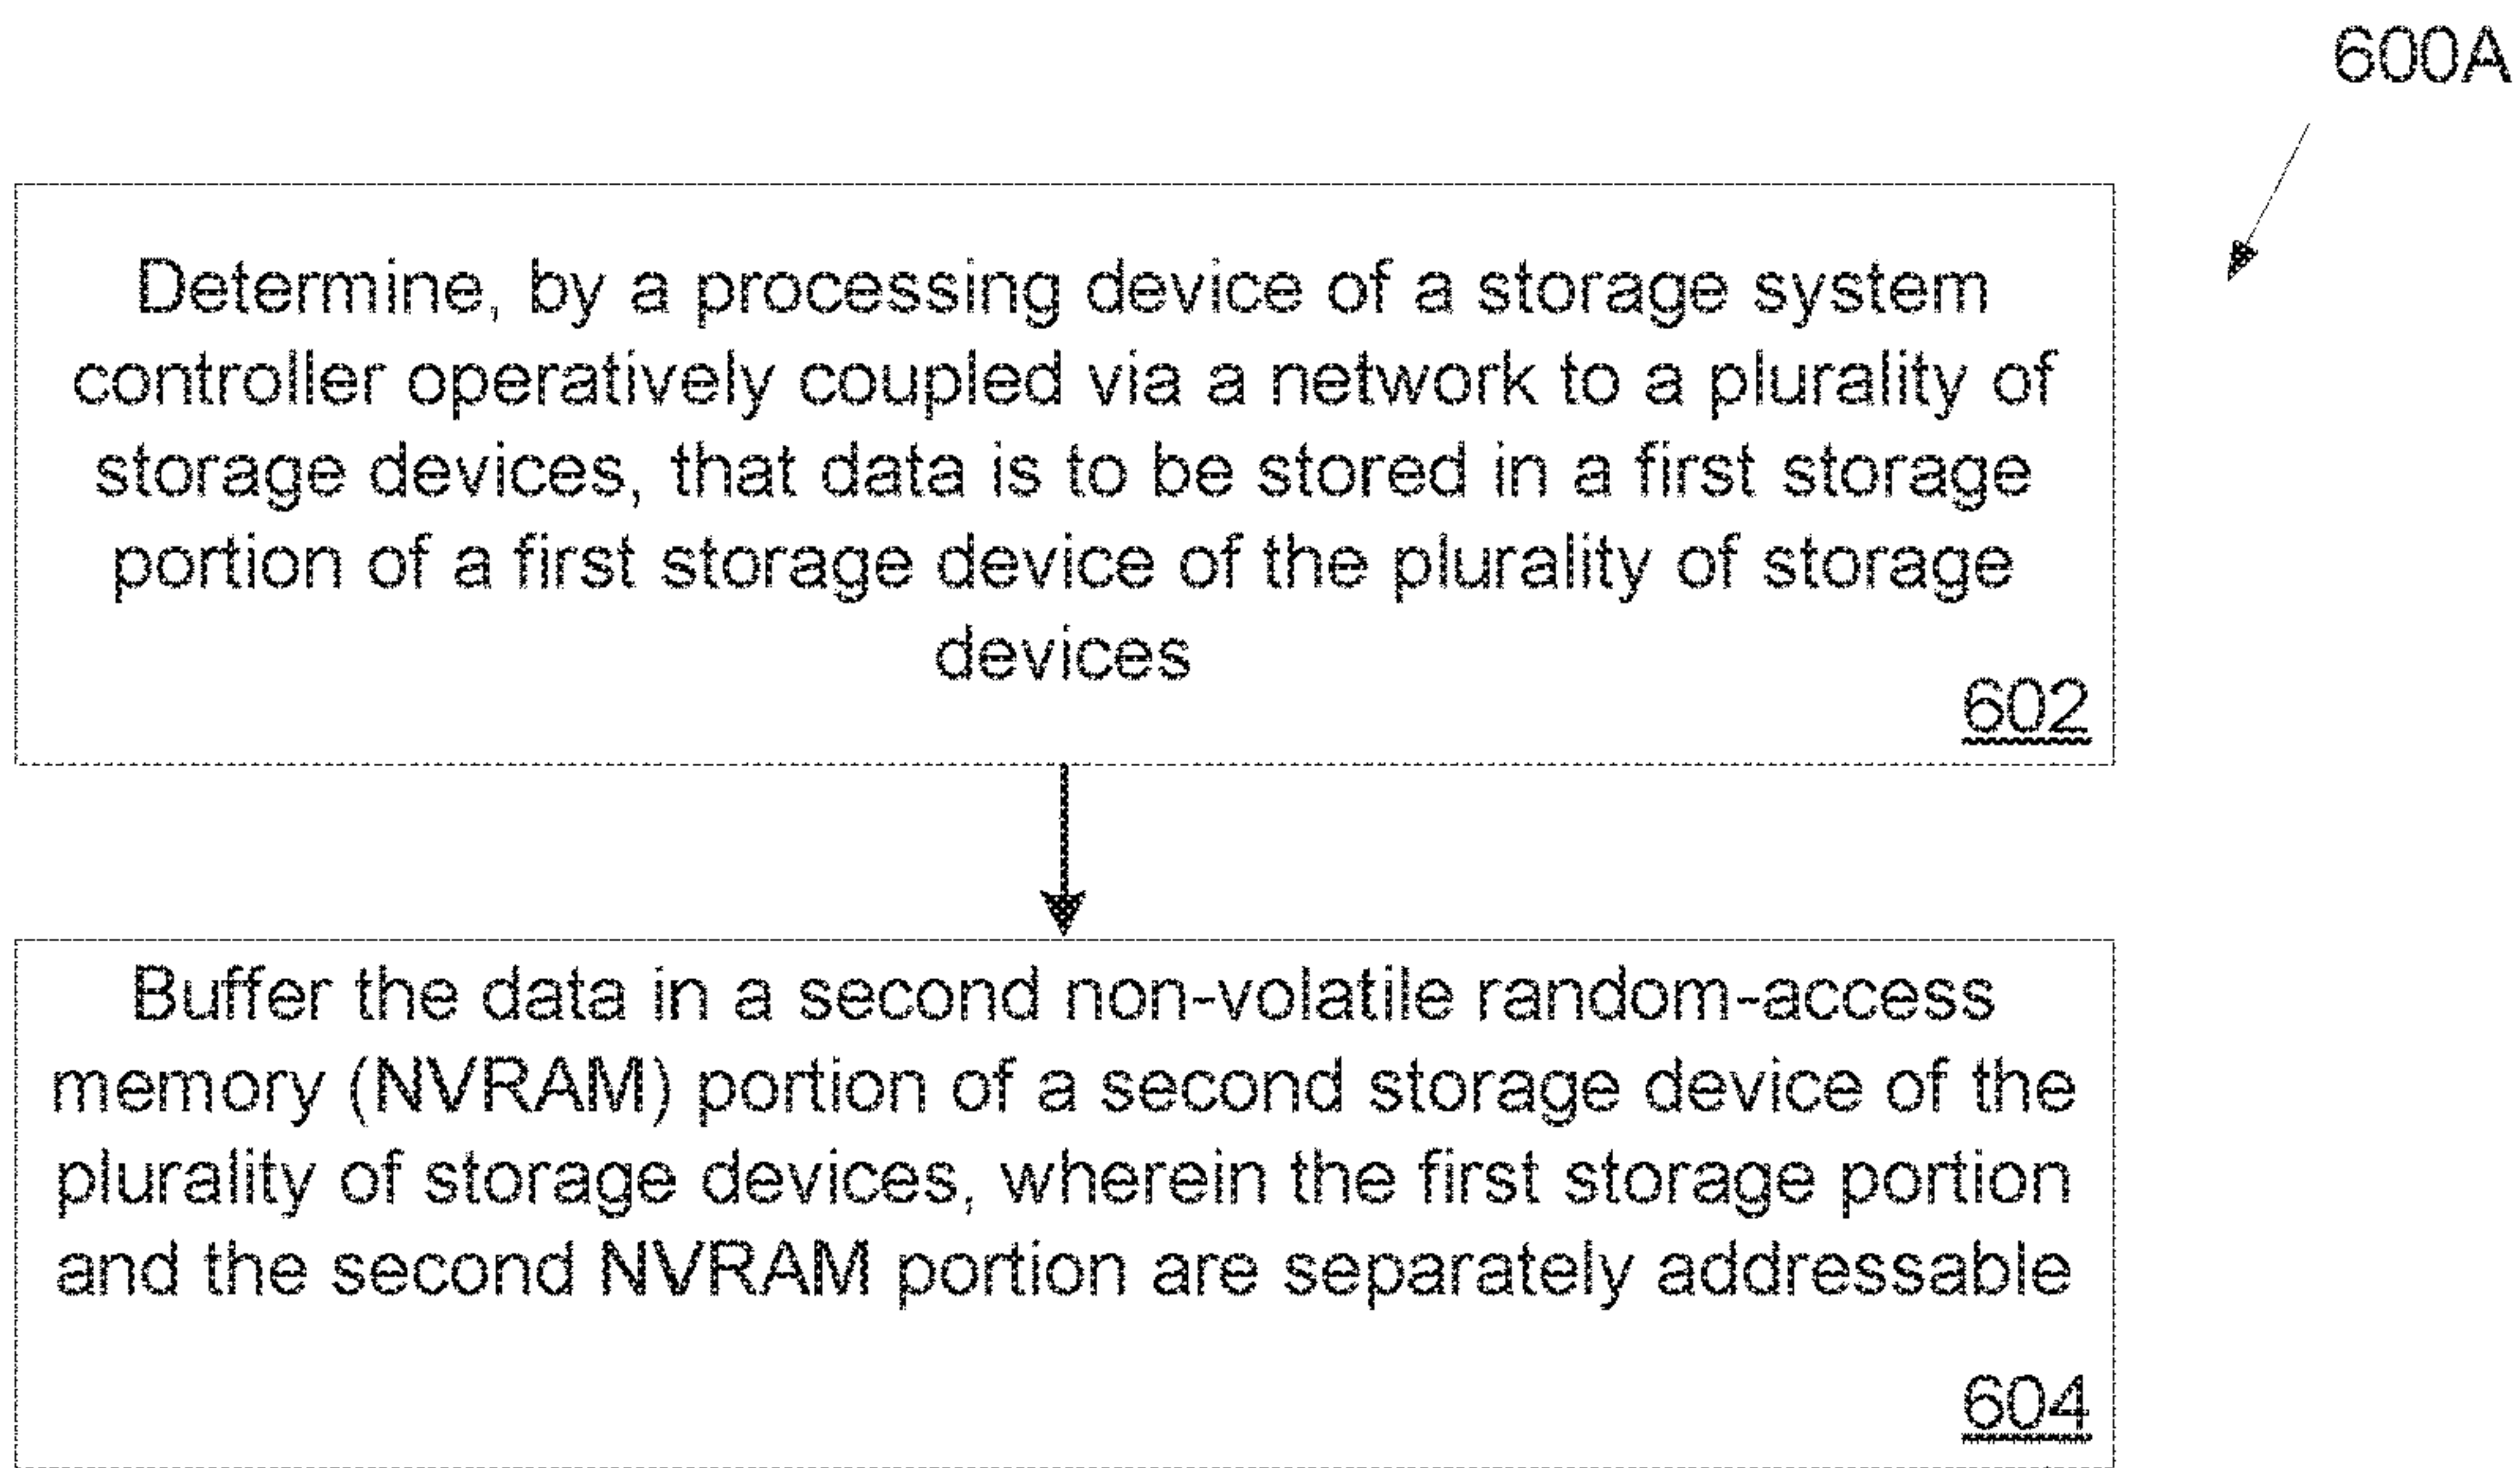 600A
Determine, by a processing device of a storage system
controller operatively coupled via a network to a plurality of
storage devices, that data is to be stored in a first storage
portion of a first storage device of the plurality of storage
devices
602
Buffer the data in a second non-volatile random-access
memory (NVRAM) portion of a second storage device of the
plurality of storage devices, wherein the first storage portion
and the second NVRAM portion are separately addressable
604